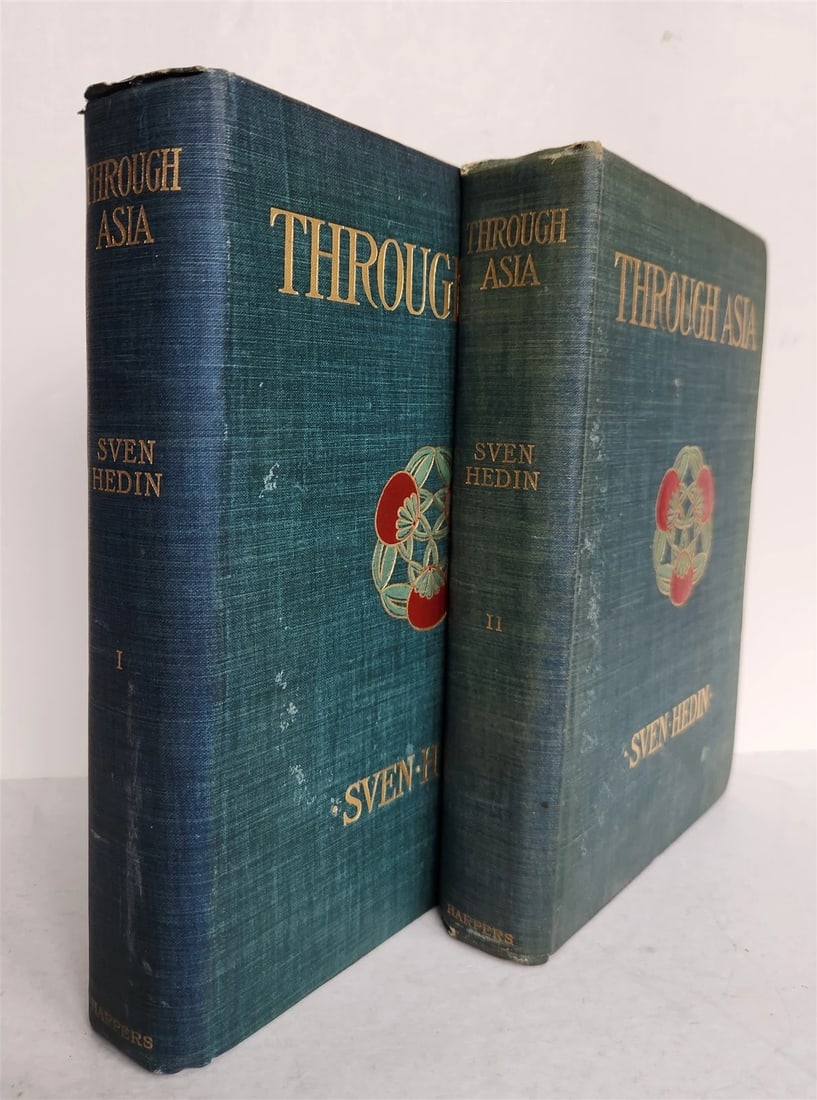 THROUGH
ASIA
SVEN
HEDIN
I
HARPERS
THROUG
·SVEN·H
THROUGH
ASIA
SVEN
HEDIN
II
HARPERS
THROUGH ASIA
·SVEN·HEDIN·